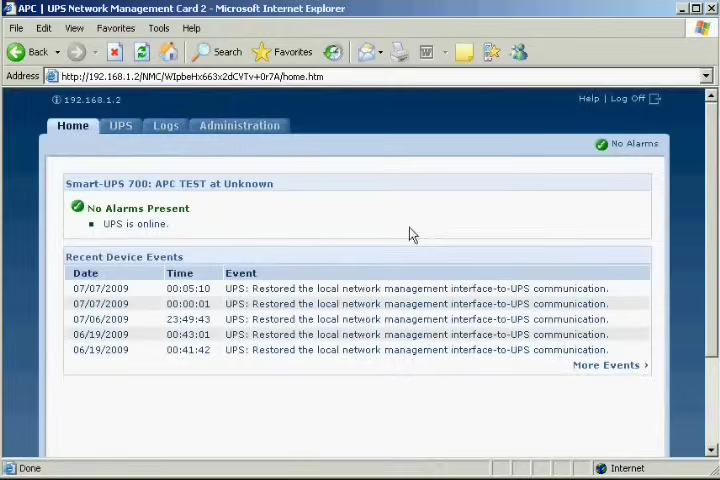 APC | UPS Network Management Card 2 - Microsoft Internet Explorer
File Edit View Favorites Tools Help
Back Search Favorites
Address http://192.168.1.2/NMC/WIpbeHx663x2dCVTv+0r7A/home.htm
192.168.1.2 Help | Log Off
Home UPS Logs Administration
No Alarms
Smart-UPS 700: APC TEST at Unknown
No Alarms Present
UPS is online.
Recent Device Events
Date Time Event
07/07/2009 00:05:10 UPS: Restored the local network management interface-to-UPS communication.
07/07/2009 00:00:01 UPS: Restored the local network management interface-to-UPS communication.
07/06/2009 23:49:43 UPS: Restored the local network management interface-to-UPS communication.
06/19/2009 00:43:01 UPS: Restored the local network management interface-to-UPS communication.
06/19/2009 00:41:42 UPS: Restored the local network management interface-to-UPS communication.
More Events ›
Done Internet